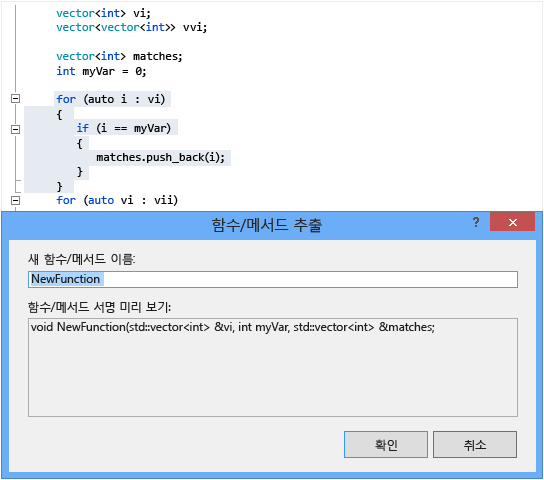 vector<int> vi;
vector<vector<int>> vvi;
vector<int> matches;
int myVar = 0;
for (auto i : vi)
{
if (i == myVar)
{
matches.push_back(i);
}
}
for (auto vi : vii)
함수/메서드 추출
?
새 함수/메서드 이름:
NewFunction
함수/메서드 서명 미리 보기:
void NewFunction(std::vector<int> &vi, int myVar, std::vector<int> &matches;
확인
취소